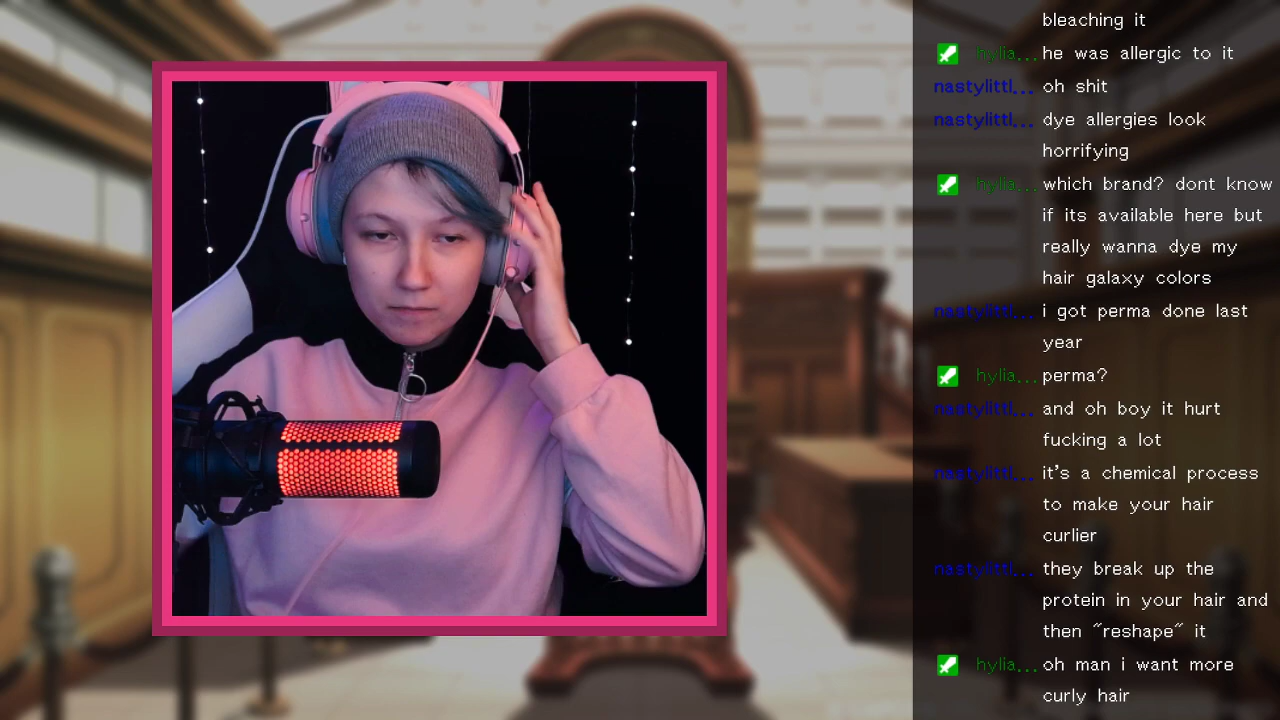 bleaching it
hylia... he was allergic to it
nastylittl... oh shit
nastylittl... dye allergies look
horrifying
hylia... which brand? dont know
if its available here but
really wanna dye my
hair galaxy colors
nastylittl... i got perma done last
year
hylia... perma?
nastylittl... and oh boy it hurt
fucking a lot
nastylittl... it's a chemical process
to make your hair
curlier
nastylittl... they break up the
protein in your hair and
then "reshape" it
hylia... oh man i want more
curly hair